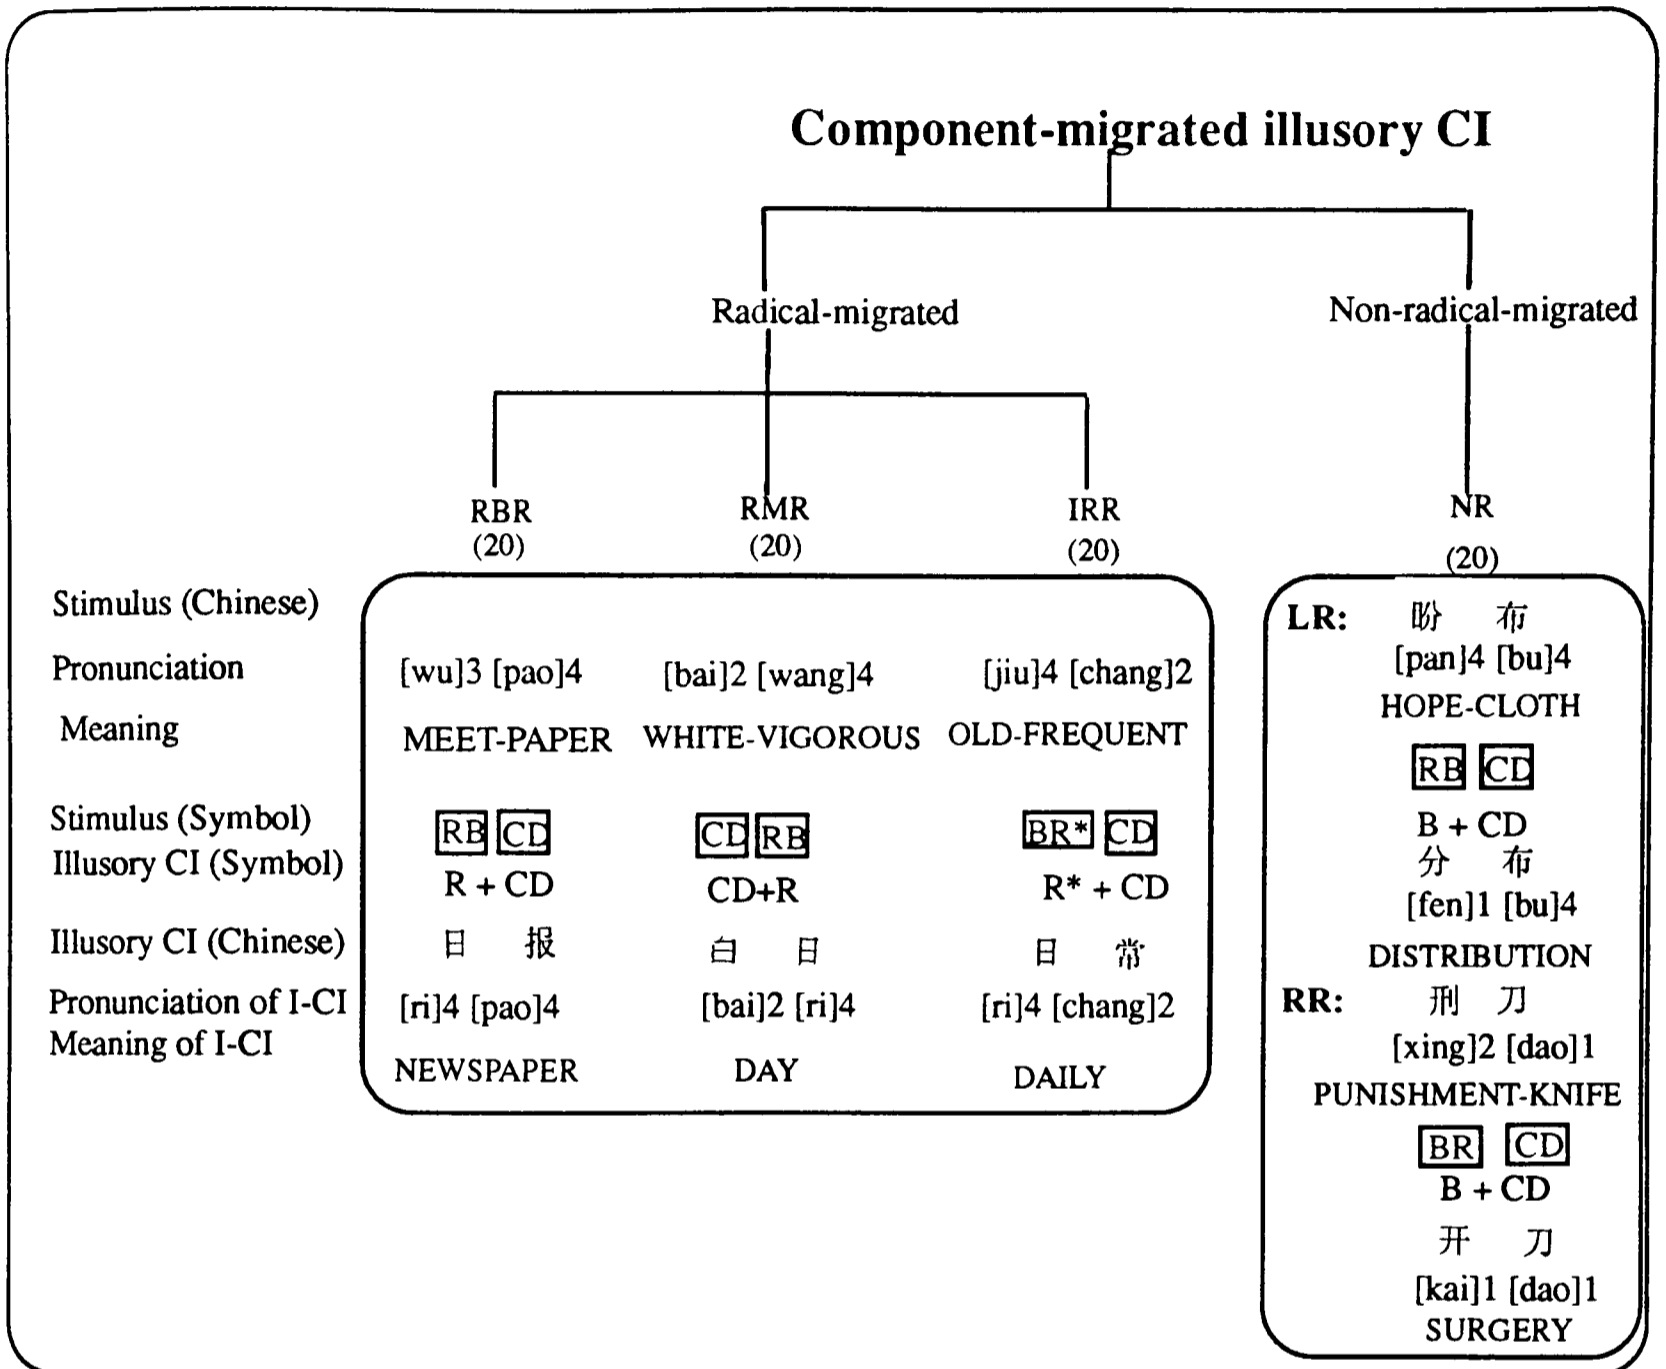 Component-migrated illusory CI
Radical-migrated
Non-radical-migrated
RBR
(20)
RMR
(20)
IRR
(20)
NR
(20)
Stimulus (Chinese)
Pronunciation [wu]3 [pao]4 [bai]2 [wang]4 [jiu]4 [chang]2
Meaning MEET-PAPER WHITE-VIGOROUS OLD-FREQUENT
Stimulus (Symbol) RB CD CD RB BR* CD
Illusory CI (Symbol) R + CD CD+R R* + CD
Illusory CI (Chinese) 日 报 白 日 日 常
Pronunciation of I-CI [ri]4 [pao]4 [bai]2 [ri]4 [ri]4 [chang]2
Meaning of I-CI NEWSPAPER DAY DAILY
LR: 盼 布
[pan]4 [bu]4
HOPE-CLOTH
RB CD
B + CD
分 布
[fen]1 [bu]4
DISTRIBUTION
RR: 刑 刀
[xing]2 [dao]1
PUNISHMENT-KNIFE
BR CD
B + CD
开 刀
[kai]1 [dao]1
SURGERY